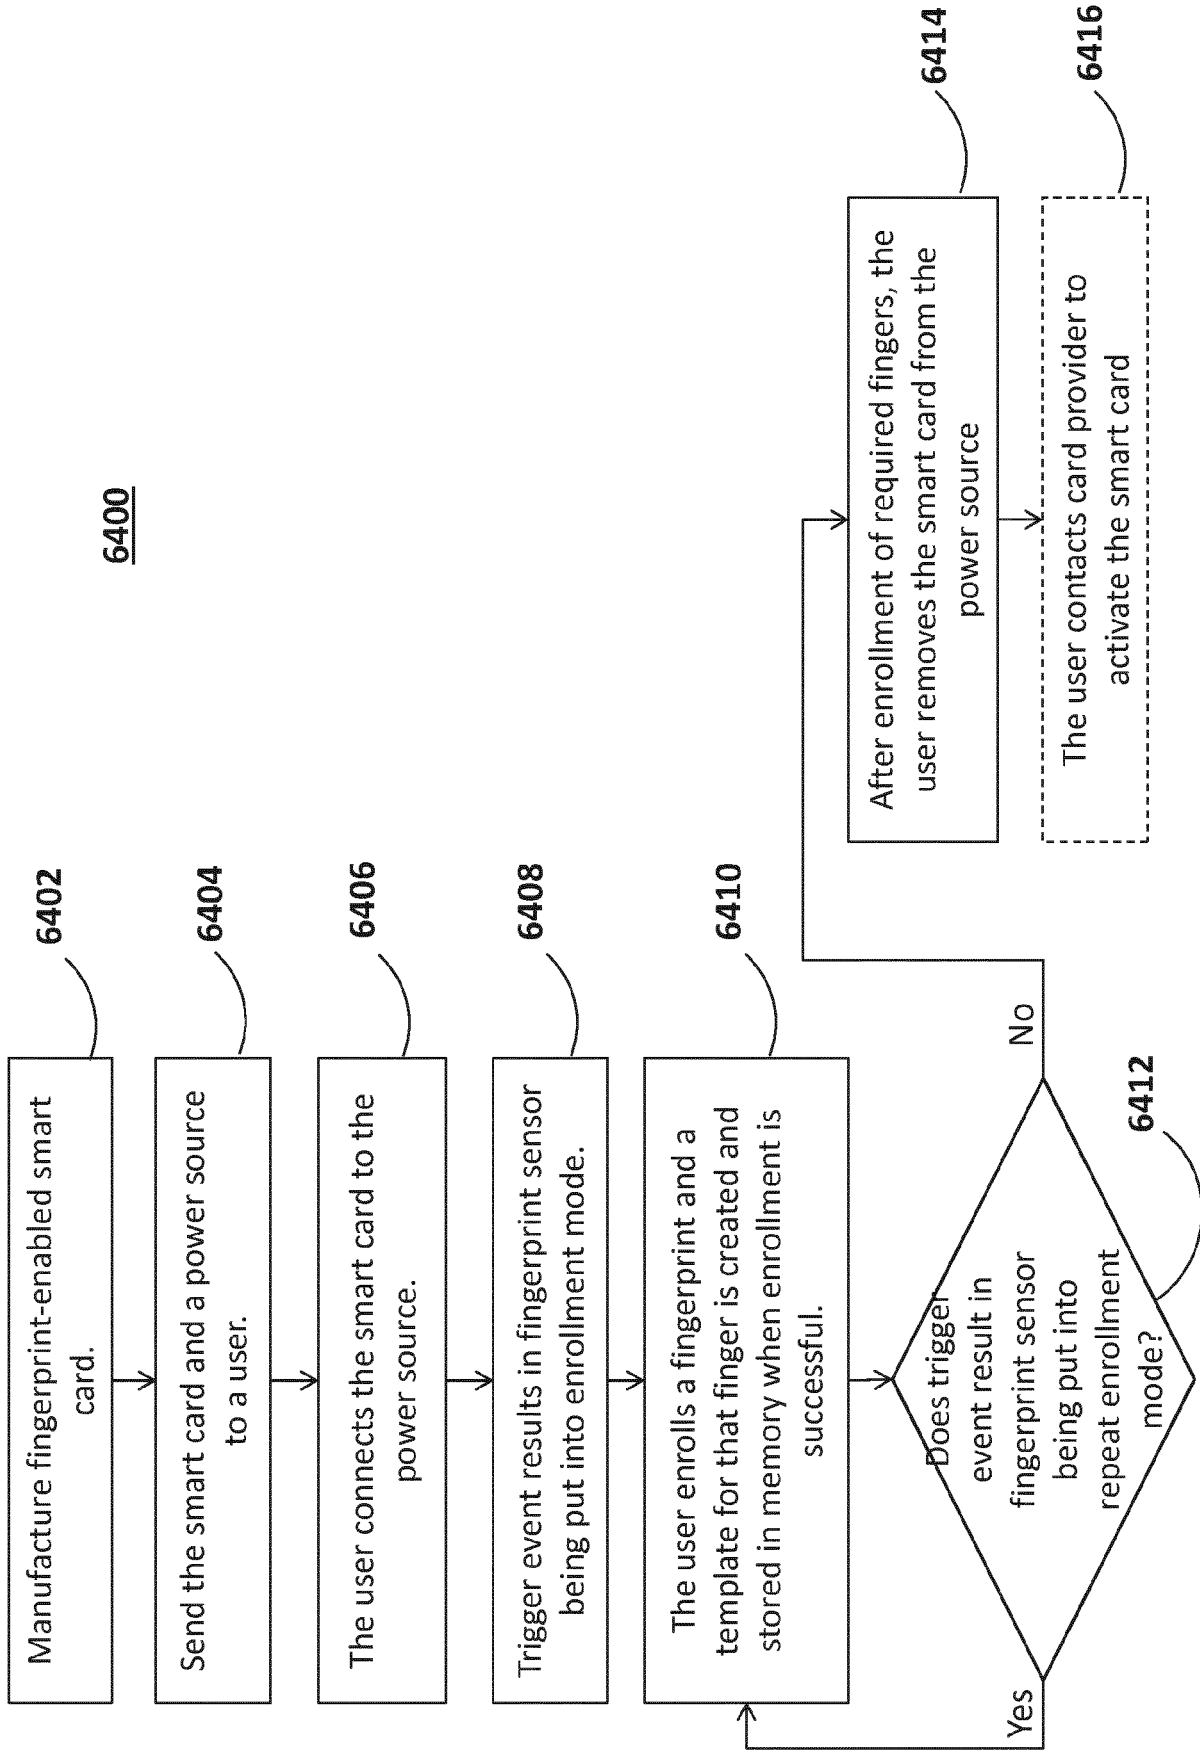 6400
Manufacture fingerprint-enabled smart
card.
6402
Send the smart card and a power source
to a user.
6404
The user connects the smart card to the
power source.
6406
Trigger event results in fingerprint sensor
being put into enrollment mode.
6408
The user enrolls a fingerprint and a
template for that finger is created and
stored in memory when enrollment is
successful.
6410
Does trigger
event result in
fingerprint sensor
being put into
repeat enrollment
mode?
6412
Yes
No
After enrollment of required fingers, the
user removes the smart card from the
power source
6414
The user contacts card provider to
activate the smart card
6416